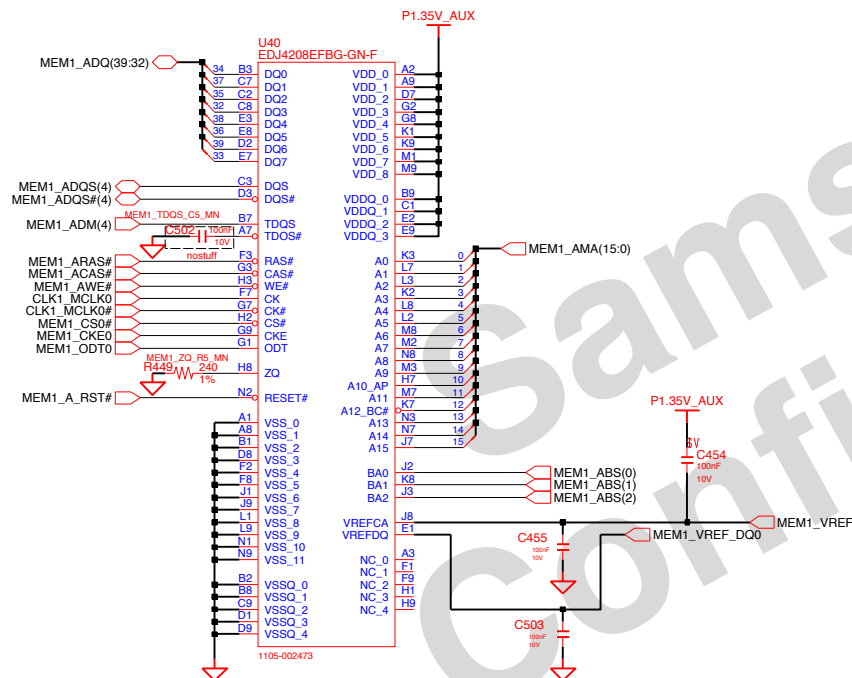 P1.35V_AUX
U40
EDJ4208EFBG-GN-F
MEM1_ADQ(39:32)
34 B3 DQ0 VDD_0 A2
37 C7 DQ1 VDD_1 A9
35 C2 DQ2 VDD_2 D7
32 C8 DQ3 VDD_3 G2
38 E3 DQ4 VDD_4 G8
36 E8 DQ5 VDD_5 K1
39 D2 DQ6 VDD_6 K9
33 E7 DQ7 VDD_7 M1
VDD_8 M9
MEM1_ADQS(4) C3 DQS VDDQ_0 B9
MEM1_ADQS#(4) D3 DQS# VDDQ_1 C1
MEM1_TDQS_C5_MN
MEM1_ADM(4) B7 TDQS VDDQ_2 E2
C502 100nF 10V A7 TDOS# VDDQ_3 E9
nostuff
MEM1_AMA(15:0)
MEM1_ARAS# F3 RAS# A0 K3 0
MEM1_ACAS# G3 CAS# A1 L7 1
MEM1_AWE# H3 WE# A2 L3 2
CLK1_MCLK0 F7 CK A3 K2 3
CLK1_MCLK0# G7 CK# A4 L8 4
MEM1_CS0# H2 CS# A5 L2 5
MEM1_CKE0 G9 CKE A6 M8 6
MEM1_ODT0 G1 ODT A7 M2 7
A8 N8 8
MEM1_ZQ_R5_MN
R449 240 1% H8 ZQ A9 M3 9
A10_AP H7 10
MEM1_A_RST# N2 RESET# A11 M7 11
A12_BC# K7 12
A1 VSS_0 A13 N3 13
A8 VSS_1 A14 N7 14
B1 VSS_2 A15 J7 15
D8 VSS_3
F2 VSS_4 BA0 J2 MEM1_ABS(0)
F8 VSS_5 BA1 K8 MEM1_ABS(1)
J1 VSS_6 BA2 J3 MEM1_ABS(2)
J9 VSS_7
L1 VSS_8 VREFCA J8 MEM1_VREF
L9 VSS_9 VREFDQ E1 MEM1_VREF_DQ0
N1 VSS_10
N9 VSS_11 NC_0 A3
NC_1 F1
B2 VSSQ_0 NC_2 F9
B8 VSSQ_1 NC_3 H1
C9 VSSQ_2 NC_4 H9
D1 VSSQ_3
D9 VSSQ_4
1105-002473
P1.35V_AUX
C454
100nF
10V
C455
100nF
10V
C503
100nF
10V
Sams
Confi